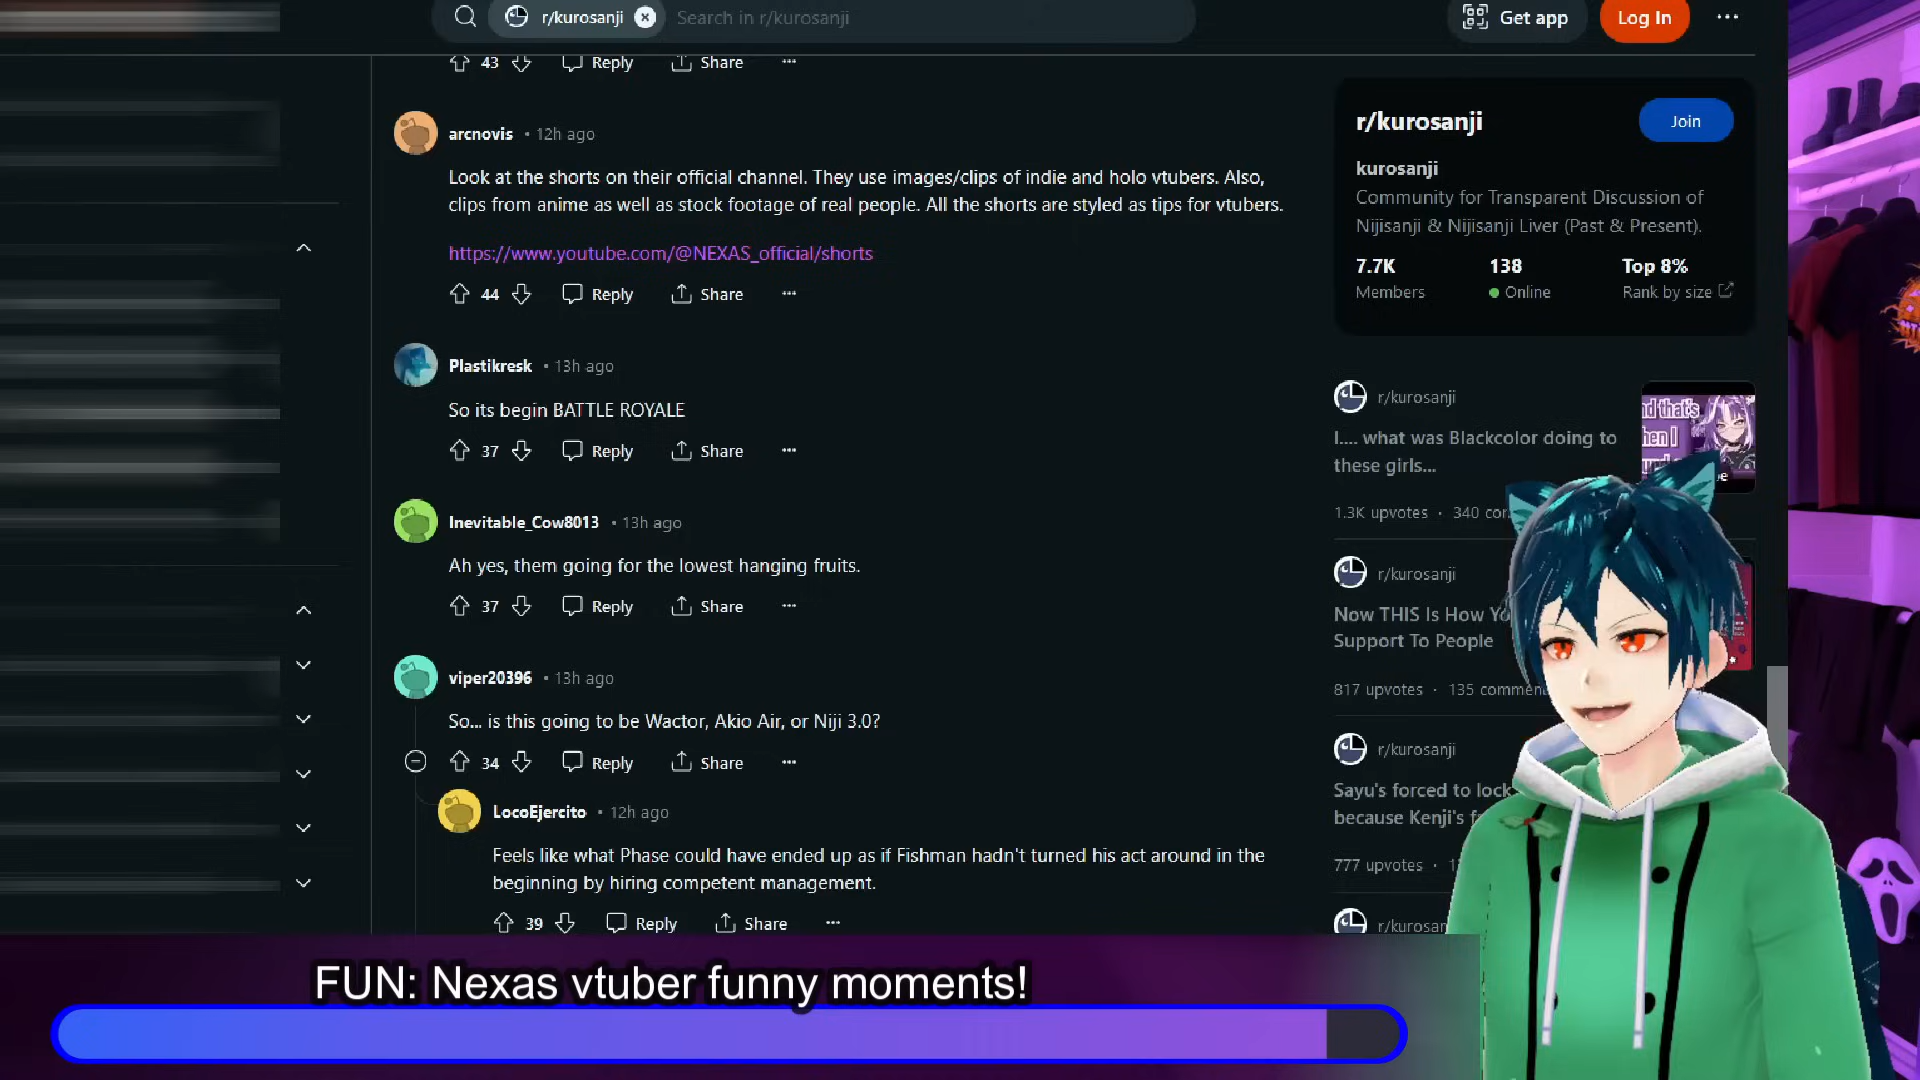 r/kurosanji
Search in r/kurosanji
Get app
Log In
43
Reply
Share
arcnovis • 12h ago
Look at the shorts on their official channel. They use images/clips of indie and holo vtubers. Also,
clips from anime as well as stock footage of real people. All the shorts are styled as tips for vtubers.
https://www.youtube.com/@NEXAS_official/shorts
44
Reply
Share
Plastikresk • 13h ago
So its begin BATTLE ROYALE
37
Reply
Share
Inevitable_Cow8013 • 13h ago
Ah yes, them going for the lowest hanging fruits.
37
Reply
Share
viper20396 • 13h ago
So... is this going to be Wactor, Akio Air, or Niji 3.0?
34
Reply
Share
LocoEjercito • 12h ago
Feels like what Phase could have ended up as if Fishman hadn't turned his act around in the
beginning by hiring competent management.
39
Reply
Share
r/kurosanji
Join
kurosanji
Community for Transparent Discussion of
Nijisanji & Nijisanji Liver (Past & Present).
7.7K
Members
138
Online
Top 8%
Rank by size
r/kurosanji
I.... what was Blackcolor doing to
these girls...
1.3K upvotes · 340
r/kurosanji
Now THIS Is How
Support To People
817 upvotes · 135
r/kurosanji
Sayu's forced to lock
because Kenji's
777 upvotes ·
FUN: Nexas vtuber funny moments!